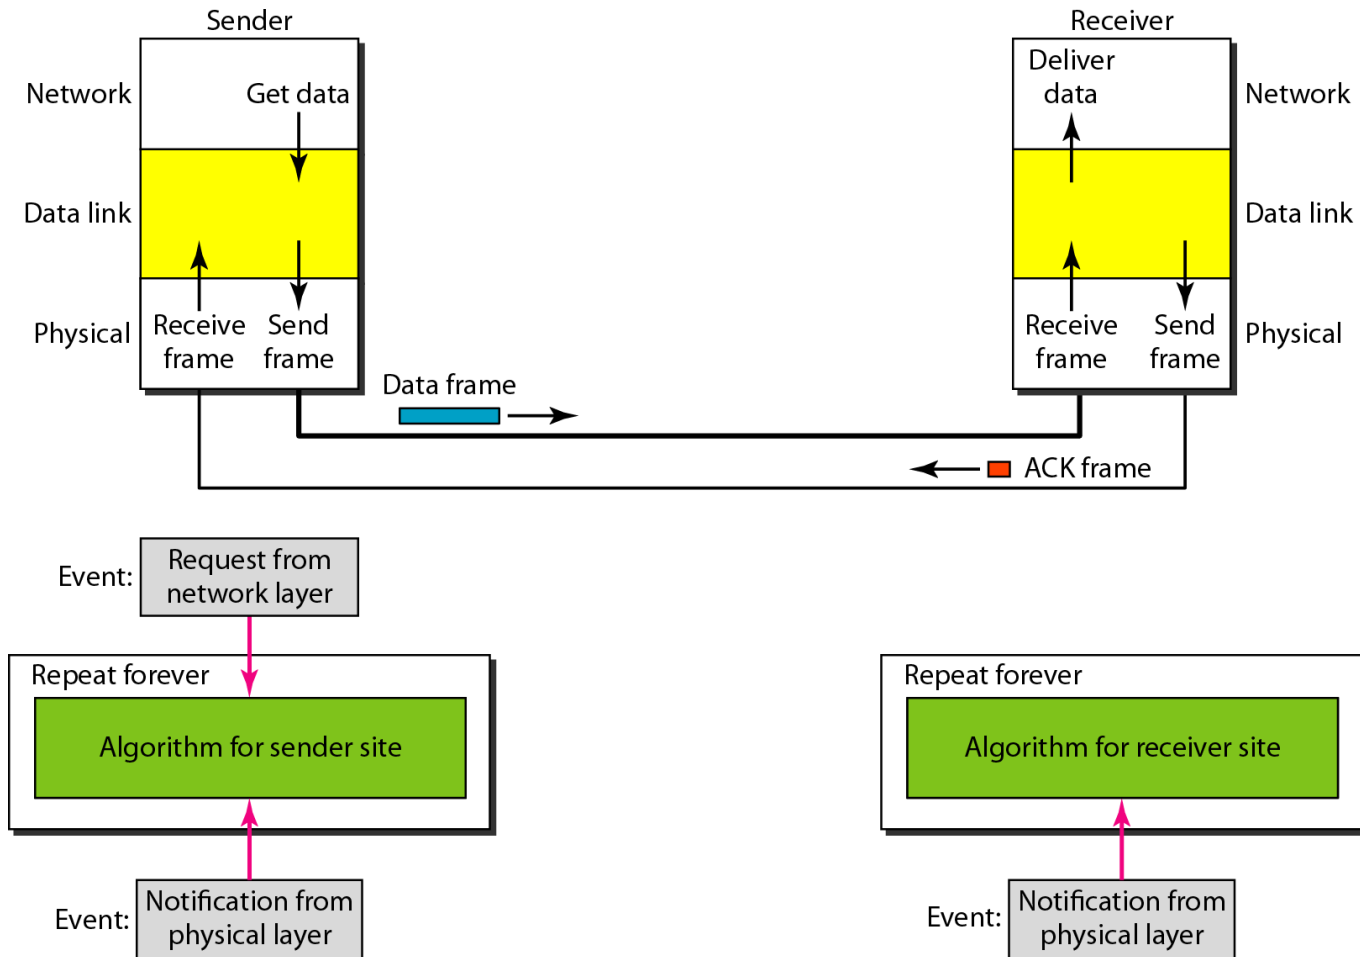 Sender
Receiver
Network
Get data
Deliver
data
Network
Data link
Data link
Physical
Receive
frame
Send
frame
Receive
frame
Send
frame
Physical
Data frame
ACK frame
Event:
Request from
network layer
Repeat forever
Algorithm for sender site
Repeat forever
Algorithm for receiver site
Event:
Notification from
physical layer
Event:
Notification from
physical layer